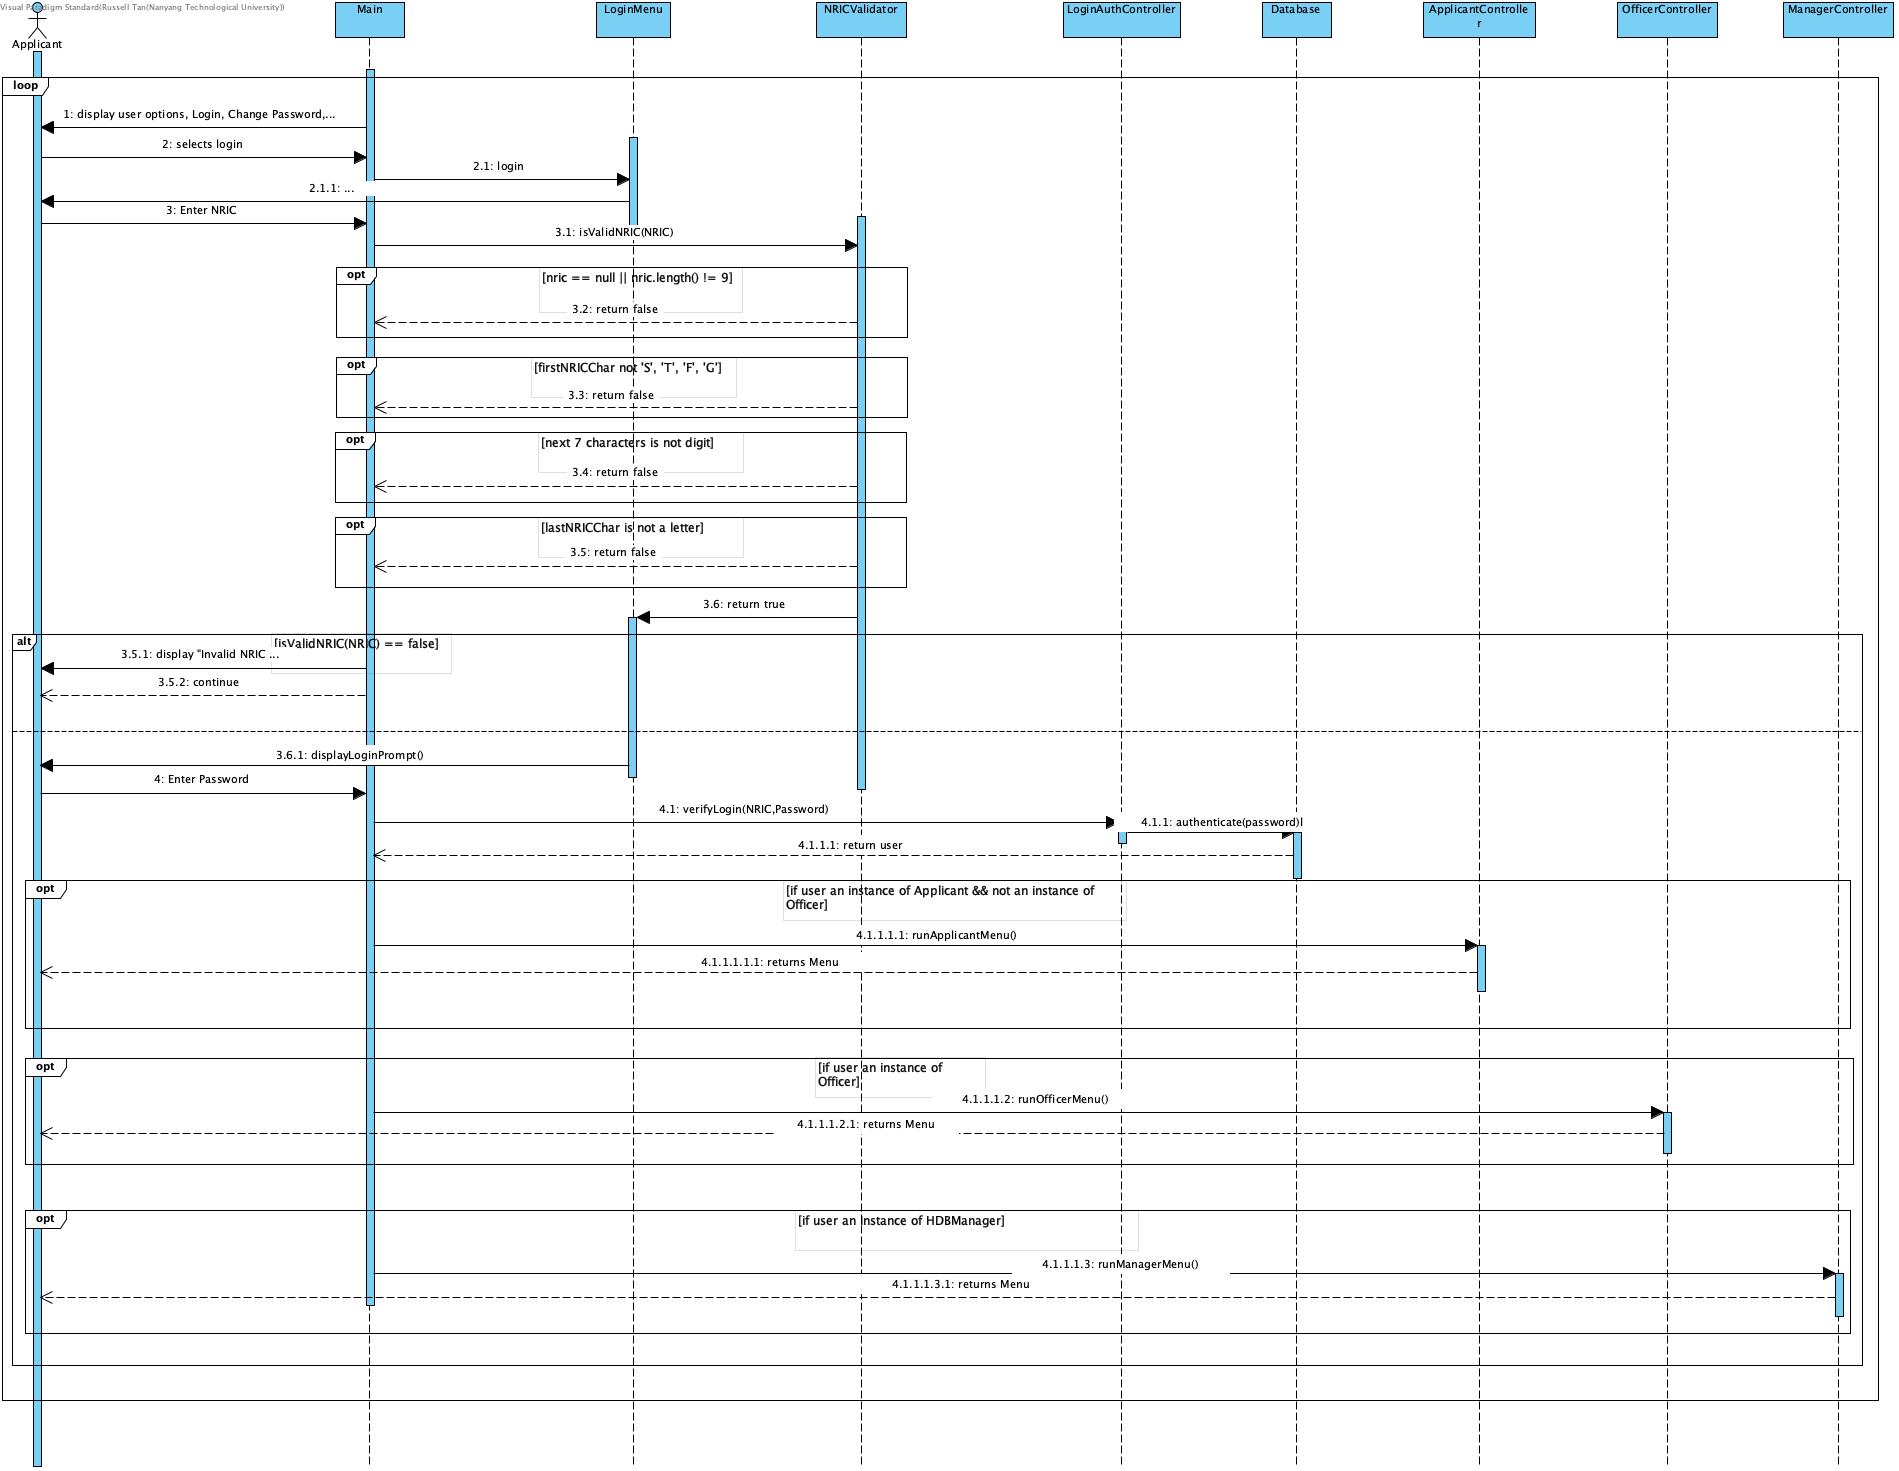 Visual Paradigm Standard(Russell Tan(Nanyang Technological University))
Applicant
Main
LoginMenu
NRICValidator
LoginAuthController
Database
ApplicantControlle
r
OfficerController
ManagerController
loop
1: display user options, Login, Change Password,...
2: selects login
2.1: login
2.1.1: ...
3: Enter NRIC
3.1: isValidNRIC(NRIC)
opt
[nric == null || nric.length() != 9]
3.2: return false
opt
[firstNRICChar not 'S', 'T', 'F', 'G']
3.3: return false
opt
[next 7 characters is not digit]
3.4: return false
opt
[lastNRICChar is not a letter]
3.5: return false
3.6: return true
alt
[isValidNRIC(NRIC) == false]
3.5.1: display "Invalid NRIC ...
3.5.2: continue
3.6.1: displayLoginPrompt()
4: Enter Password
4.1: verifyLogin(NRIC,Password)
4.1.1: authenticate(password)
4.1.1.1: return user
opt
[if user an instance of Applicant && not an instance of
Officer]
4.1.1.1.1: runApplicantMenu()
4.1.1.1.1.1: returns Menu
opt
[if user an instance of
Officer]
4.1.1.1.2: runOfficerMenu()
4.1.1.1.2.1: returns Menu
opt
[if user an instance of HDBManager]
4.1.1.1.3: runManagerMenu()
4.1.1.1.3.1: returns Menu